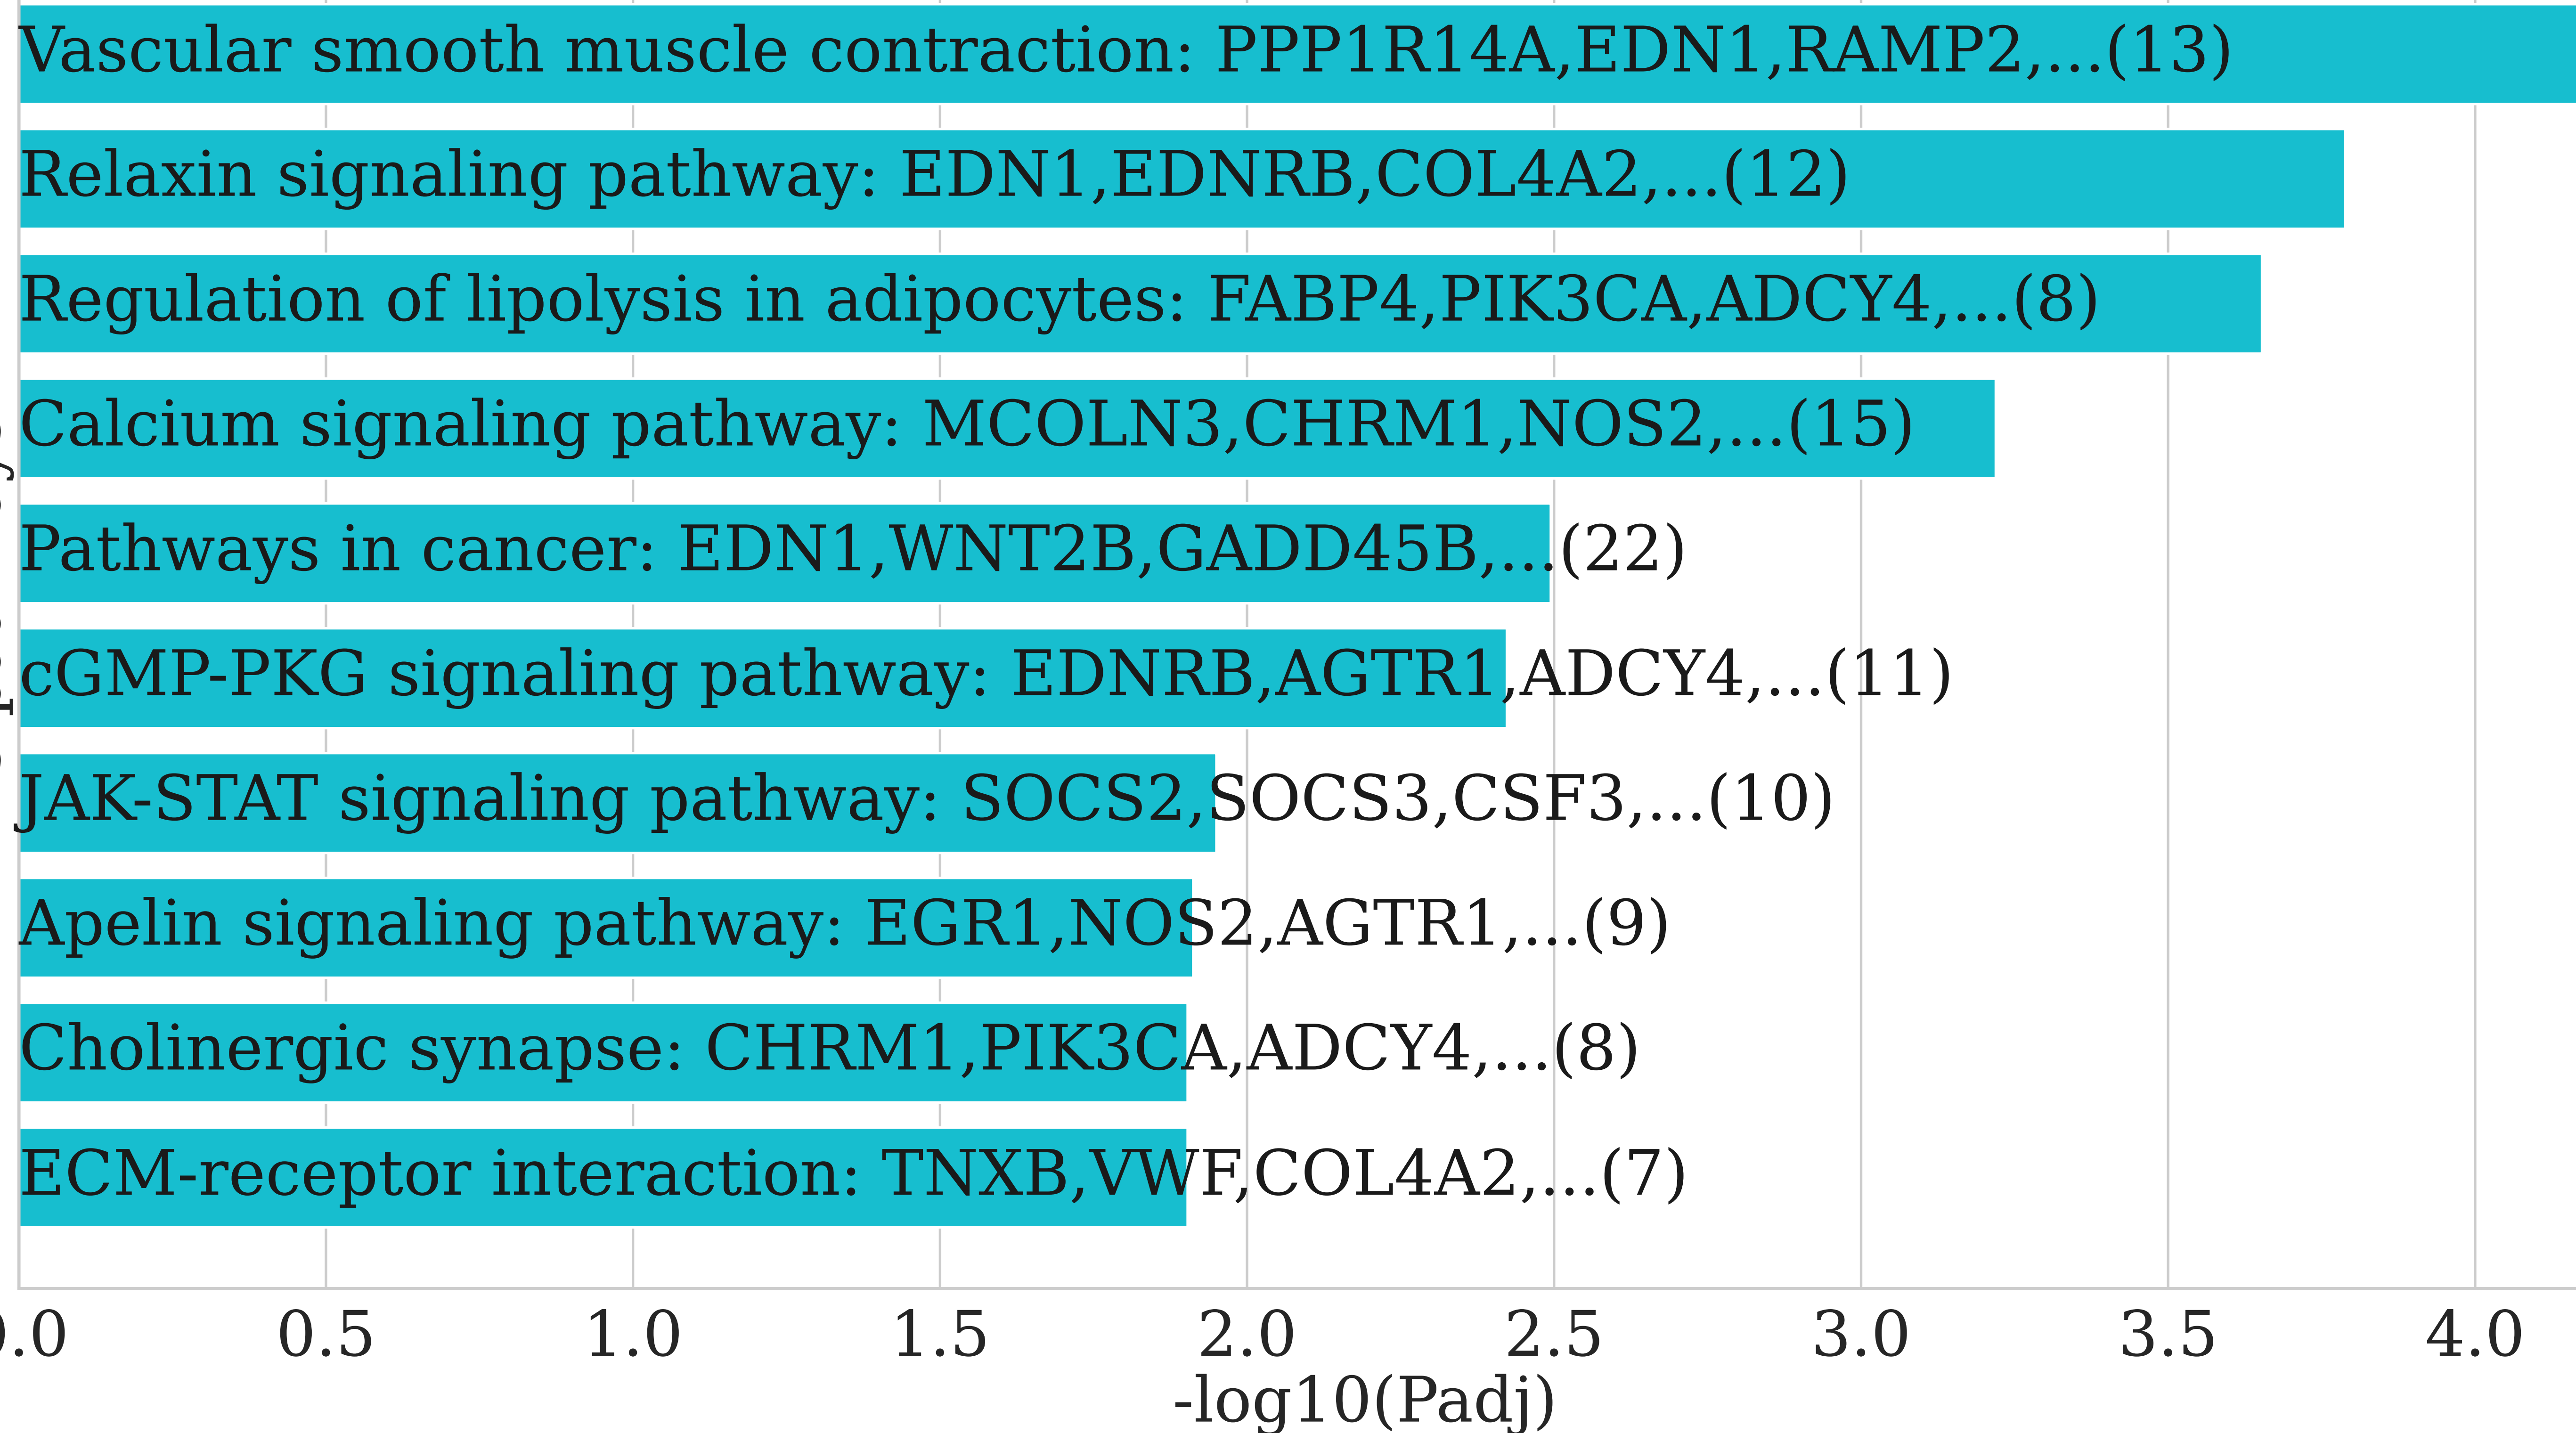 Vascular smooth muscle contraction: PPP1R14A,EDN1,RAMP2,...(13)
Relaxin signaling pathway: EDN1,EDNRB,COL4A2,...(12)
Regulation of lipolysis in adipocytes: FABP4,PIK3CA,ADCY4,...(8)
Calcium signaling pathway: MCOLN3,CHRM1,NOS2,...(15)
Pathways in cancer: EDN1,WNT2B,GADD45B,...(22)
cGMP-PKG signaling pathway: EDNRB,AGTR1,ADCY4,...(11)
JAK-STAT signaling pathway: SOCS2,SOCS3,CSF3,...(10)
Apelin signaling pathway: EGR1,NOS2,AGTR1,...(9)
Cholinergic synapse: CHRM1,PIK3CA,ADCY4,...(8)
ECM-receptor interaction: TNXB,VWF,COL4A2,...(7)
0.0 0.5 1.0 1.5 2.0 2.5 3.0 3.5 4.0
-log10(Padj)